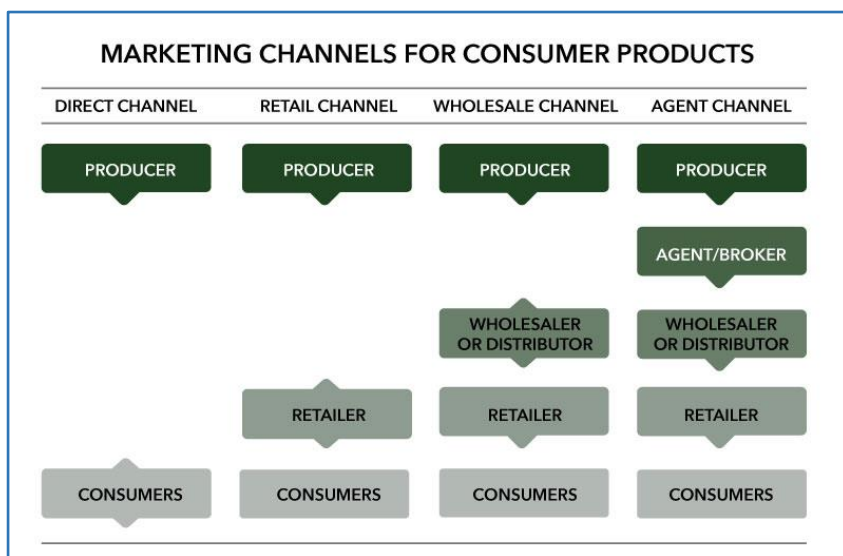 MARKETING CHANNELS FOR CONSUMER PRODUCTS
DIRECT CHANNEL RETAIL CHANNEL WHOLESALE CHANNEL AGENT CHANNEL
PRODUCER PRODUCER PRODUCER PRODUCER
AGENT/BROKER
WHOLESALER WHOLESALER
OR DISTRIBUTOR OR DISTRIBUTOR
RETAILER RETAILER RETAILER
CONSUMERS CONSUMERS CONSUMERS CONSUMERS